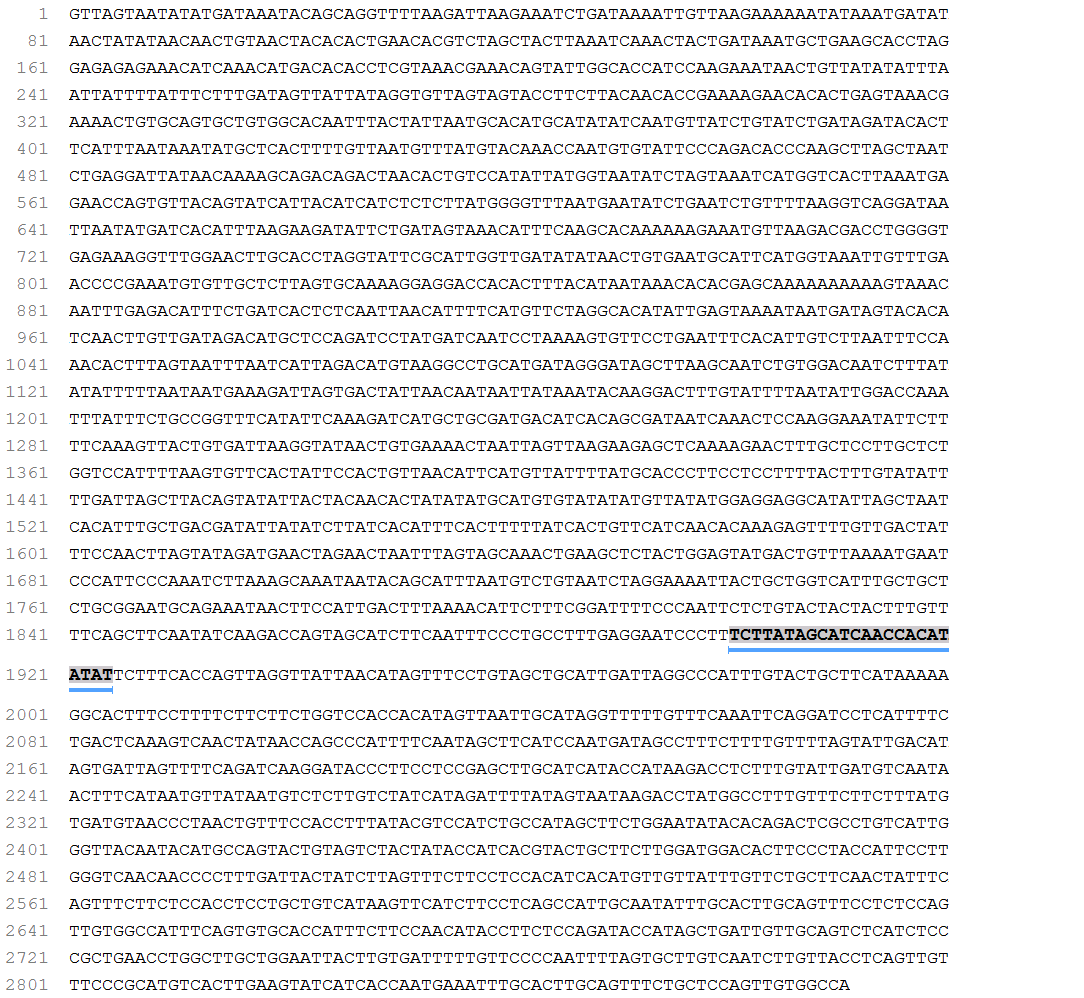 1 GTTAGTAATATATGATAAATACAGCAGGTTTTAAGATTAAGAAATCTGATAAAATTGTTAAGAAAAAATATAAATGATAT
81 AACTATATAACAACTGTAACTACACACTGAACACGTCTAGCTACTTAAATCAAACTACTGATAAATGCTGAAGCACCTAG
161 GAGAGAGAAACATCAAACATGACACACCTCGTAAACGAAACAGTATTGGCACCATCCAAGAAATAACTGTTATATATTTA
241 ATTATTTTATTTCTTTGATAGTTATTATAGGTGTTAGTAGTACCTTCTTACAACACCGAAAAGAACACACTGAGTAAACG
321 AAAACTGTGCAGTGCTGTGGCACAATTTACTATTAATGCACATGCATATATCAATGTTATCTGTATCTGATAGATACACT
401 TCATTTAATAAATATGCTCACTTTTGTTAATGTTTATGTACAAACCAATGTGTATTCCCAGACACCCAAGCTTAGCTAAT
481 CTGAGGATTATAACAAAAGCAGACAGACTAACACTGTCCATATTATGGTAATATCTAGTAAATCATGGTCACTTAAATGA
561 GAACCAGTGTTACAGTATCATTACATCATCTCTCTTATGGGGTTTAATGAATATCTGAATCTGTTTTAAGGTCAGGATAA
641 TTAATATGATCACATTTAAGAAGATATTCTGATAGTAAACATTTCAAGCACAAAAAAGAAATGTTAAGACGACCTGGGGT
721 GAGAAAGGTTTGGAACTTGCACCTAGGTATTCGCATTGGTTGATATATAACTGTGAATGCATTCATGGTAAATTGTTTGA
801 ACCCCGAAATGTGTTGCTCTTAGTGCAAAAGGAGGACCACACTTTACATAATAAACACACGAGCAAAAAAAAAAGTAAAC
881 AATTTGAGACATTTCTGATCACTCTCAATTAACATTTTCATGTTCTAGGCACATATTGAGTAAAATAATGATAGTACACA
961 TCAACTTGTTGATAGACATGCTCCAGATCCTATGATCAATCCTAAAAGTGTTCCTGAATTTCACATTGTCTTAATTTCCA
1041 AACACTTTAGTAATTTAATCATTAGACATGTAAGGCCTGCATGATAGGGATAGCTTAAGCAATCTGTGGACAATCTTTAT
1121 ATATTTTTAATAATGAAAGATTAGTGACTATTAACAATAATTATAAATACAAGGACTTTGTATTTTAATATTGGACCAAA
1201 TTTATTTCTGCCGGTTTCATATTCAAAGATCATGCTGCGATGACATCACAGCGATAATCAAACTCCAAGGAAATATTCTT
1281 TTCAAAGTTACTGTGATTAAGGTATAACTGTGAAAACTAATTAGTTAAGAAGAGCTCAAAAGAACTTTGCTCCTTGCTCT
1361 GGTCCATTTTAAGTGTTCACTATTCCACTGTTAACATTCATGTTATTTTATGCACCCTTCCTCCTTTTACTTTGTATATT
1441 TTGATTAGCTTACAGTATATTACTACAACACTATATATGCATGTGTATATATGTTATATGGAGGAGGCATATTAGCTAAT
1521 CACATTTGCTGACGATATTATATCTTATCACATTTCACTTTTTATCACTGTTCATCAACACAAAGAGTTTTGTTGACTAT
1601 TTCCAACTTAGTATAGATGAACTAGAACTAATTTAGTAGCAAACTGAAGCTCTACTGGAGTATGACTGTTTAAAATGAAT
1681 CCCATTCCCAAATCTTAAAGCAAATAATACAGCATTTAATGTCTGTAATCTAGGAAAATTACTGCTGGTCATTTGCTGCT
1761 CTGCGGAATGCAGAAATAACTTCCATTGACTTTAAAACATTCTTTCGGATTTTCCCAATTCTCTGTACTACTACTTTGTT
1841 TTCAGCTTCAATATCAAGACCAGTAGCATCTTCAATTTCCCTGCCTTTGAGGAATCCCTTTCTTATAGCATCAACCACAT
1921 ATATTCTTTCACCAGTTAGGTTATTAACATAGTTTCCTGTAGCTGCATTGATTAGGCCCATTTGTACTGCTTCATAAAAA
2001 GGCACTTTCCTTTTCTTCTTCTGGTCCACCACATAGTTAATTGCATAGGTTTTTGTTTCAAATTCAGGATCCTCATTTTC
2081 TGACTCAAAGTCAACTATAACCAGCCCATTTTCAATAGCTTCATCCAATGATAGCCTTTCTTTTGTTTTAGTATTGACAT
2161 AGTGATTAGTTTTCAGATCAAGGATACCCTTCCTCCGAGCTTGCATCATACCATAAGACCTCTTTGTATTGATGTCAATA
2241 ACTTTCATAATGTTATAATGTCTCTTGTCTATCATAGATTTTATAGTAATAAGACCTATGGCCTTTGTTTCTTCTTTATG
2321 TGATGTAACCCTAACTGTTTCCACCTTTATACGTCCATCTGCCATAGCTTCTGGAATATACACAGACTCGCCTGTCATTG
2401 GGTTACAATACATGCCAGTACTGTAGTCTACTATACCATCACGTACTGCTTCTTGGATGGACACTTCCCTACCATTCCTT
2481 GGGTCAACAACCCCTTTGATTACTATCTTAGTTTCTTCCTCCACATCACATGTTGTTATTTGTTCTGCTTCAACTATTTC
2561 AGTTTCTTCTCCACCTCCTGCTGTCATAAGTTCATCTTCCTCAGCCATTGCAATATTTGCACTTGCAGTTTCCTCTCCAG
2641 TTGTGGCCATTTCAGTGTGCACCATTTCTTCCAACATACCTTCTCCAGATACCATAGCTGATTGTTGCAGTCTCATCTCC
2721 CGCTGAACCTGGCTTGCTGGAATTACTTGTGATTTTTGTTCCCCAATTTTAGTGCTTGTCAATCTTGTTACCTCAGTTGT
2801 TTCCCGCATGTCACTTGAAGTATCATCACCAATGAAATTTGCACTTGCAGTTTCTGCTCCAGTTGTGGCCA